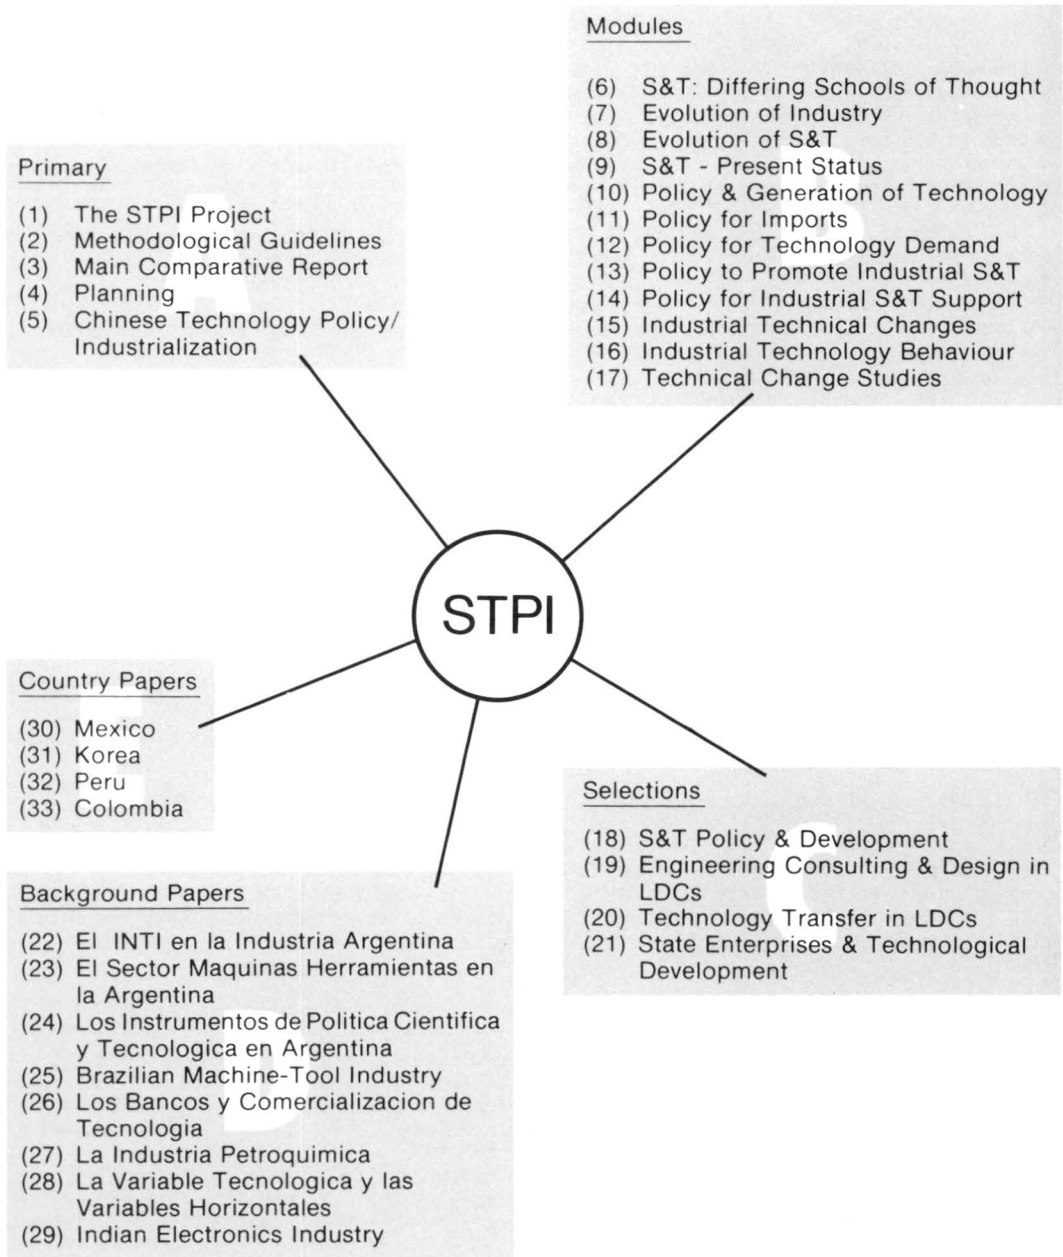 Primary
(1) The STPI Project
(2) Methodological Guidelines
(3) Main Comparative Report
(4) Planning
(5) Chinese Technology Policy/
Industrialization
A
Modules
(6) S&T: Differing Schools of Thought
(7) Evolution of Industry
(8) Evolution of S&T
(9) S&T - Present Status
(10) Policy & Generation of Technology
(11) Policy for Imports
(12) Policy for Technology Demand
(13) Policy to Promote Industrial S&T
(14) Policy for Industrial S&T Support
(15) Industrial Technical Changes
(16) Industrial Technology Behaviour
(17) Technical Change Studies
B
STPI
Country Papers
(30) Mexico
(31) Korea
(32) Peru
(33) Colombia
E
Selections
(18) S&T Policy & Development
(19) Engineering Consulting & Design in
LDCs
(20) Technology Transfer in LDCs
(21) State Enterprises & Technological
Development
C
Background Papers
(22) El INTI en la Industria Argentina
(23) El Sector Maquinas Herramientas en
la Argentina
(24) Los Instrumentos de Politica Cientifica
y Tecnologica en Argentina
(25) Brazilian Machine-Tool Industry
(26) Los Bancos y Comercializacion de
Tecnologia
(27) La Industria Petroquimica
(28) La Variable Tecnologica y las
Variables Horizontales
(29) Indian Electronics Industry
D